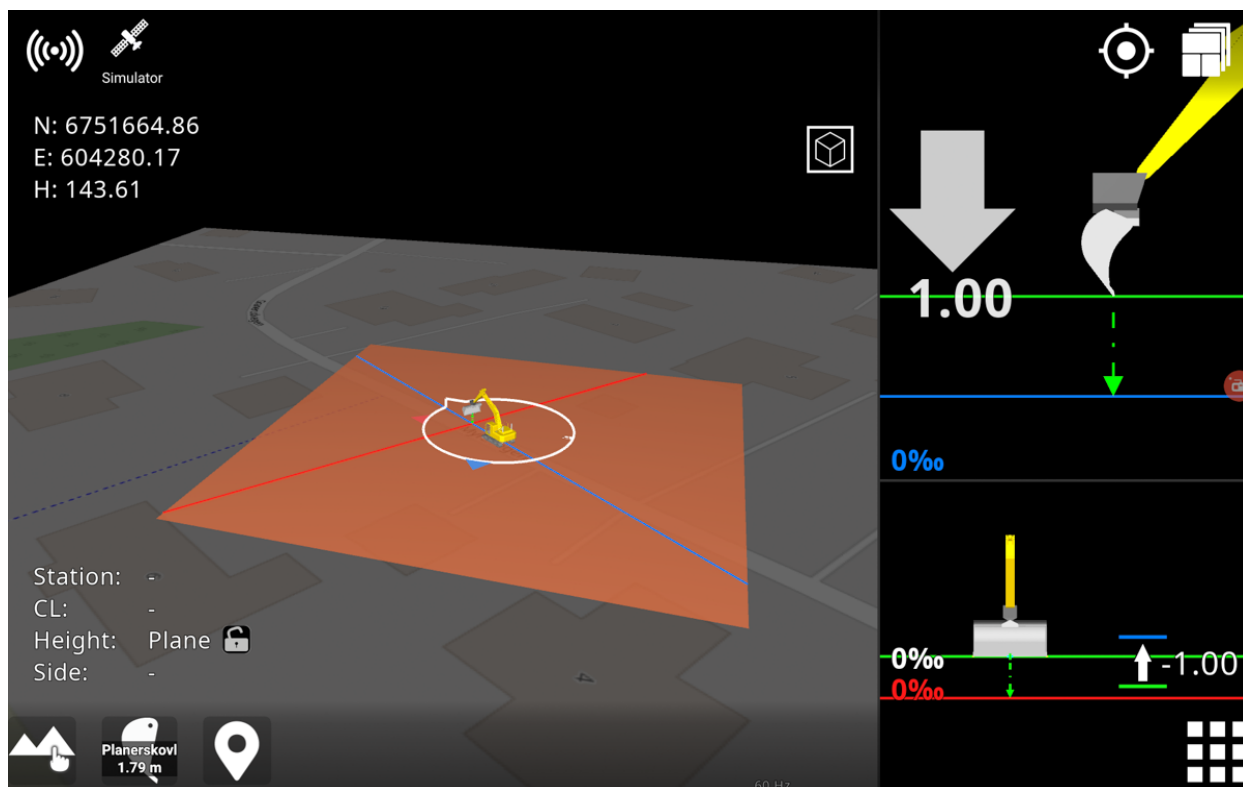 Simulator
N: 6751664.86
E: 604280.17
H: 143.61
1.00
0‰
Station: -
CL: -
Height: Plane
Side: -
0‰
0‰
-1.00
Planerskovl
1.79 m
60 Hz